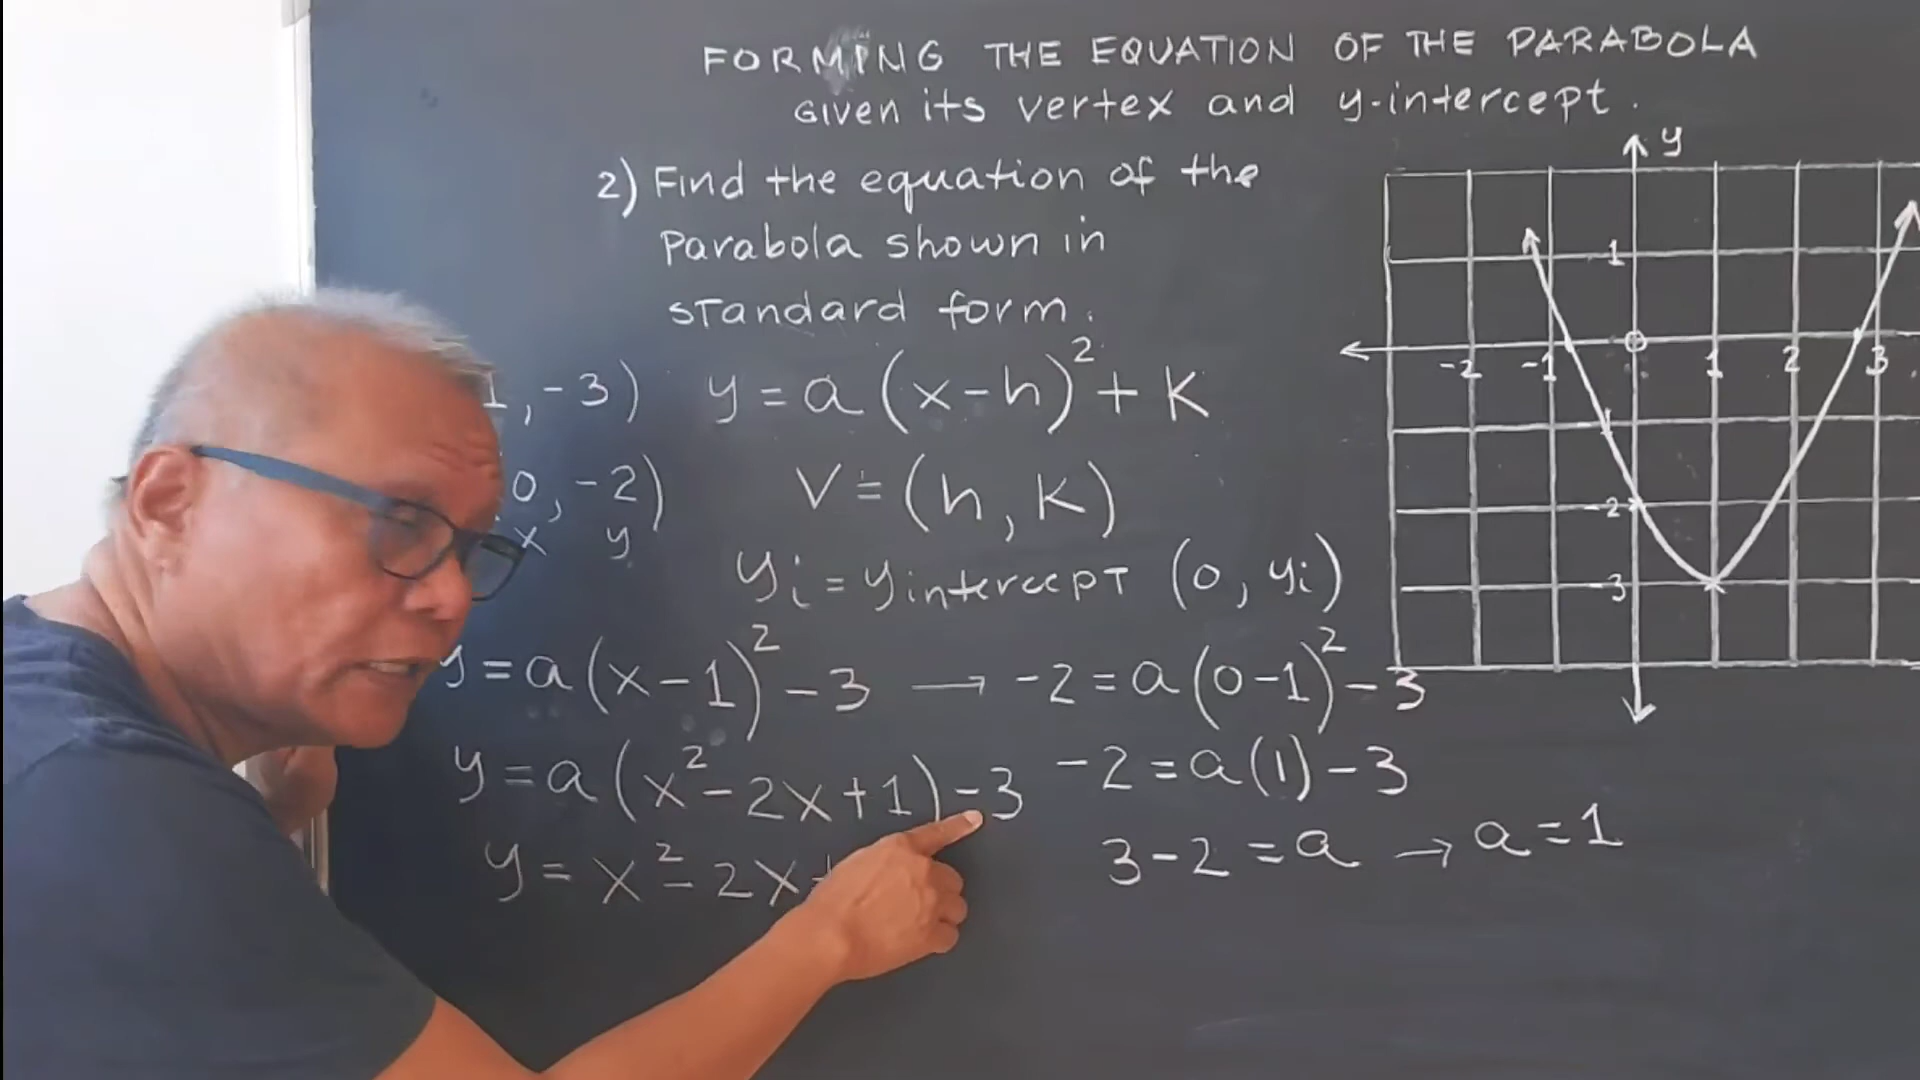 FORMING THE EQUATION OF THE PARABOLA
Given its vertex and y-intercept.
2) Find the equation of the
Parabola shown in
standard form.
1, -3) y = a(x-h)² + K
0, -2) V = (h, K)
x y
yi = y intercept (0, yi)
y = a(x-1)² - 3 → -2 = a(0-1)² - 3
y = a(x² - 2x + 1) - 3 -2 = a(1) - 3
y = x² - 2x + 3 - 2 = a → a = 1
y
1
-2 -1 0 1 2 3
-2
-3